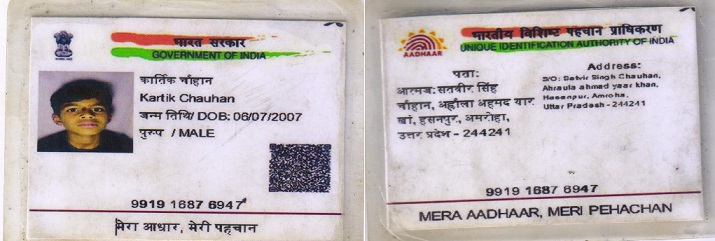 भारत सरकार
GOVERNMENT OF INDIA
कार्तिक चौहान
Kartik Chauhan
जन्म तिथि/ DOB: 06/07/2007
पुरुष / MALE
9919 1687 6947
मेरा आधार, मेरी पहचान
भारतीय विशिष्ट पहचान प्राधिकरण
UNIQUE IDENTIFICATION AUTHORITY OF INDIA
AADHAAR
पता:
आत्मज: सतवीर सिंह
चौहान, अहरौला अहमद यार
खां, हसनपुर, अमरोहा,
उत्तर प्रदेश - 244241
Address:
S/O: Satvir Singh Chauhan,
Ahraula ahmad yaar khan,
Hasanpur, Amroha,
Uttar Pradesh - 244241
9919 1687 6947
MERA AADHAAR, MERI PEHACHAN